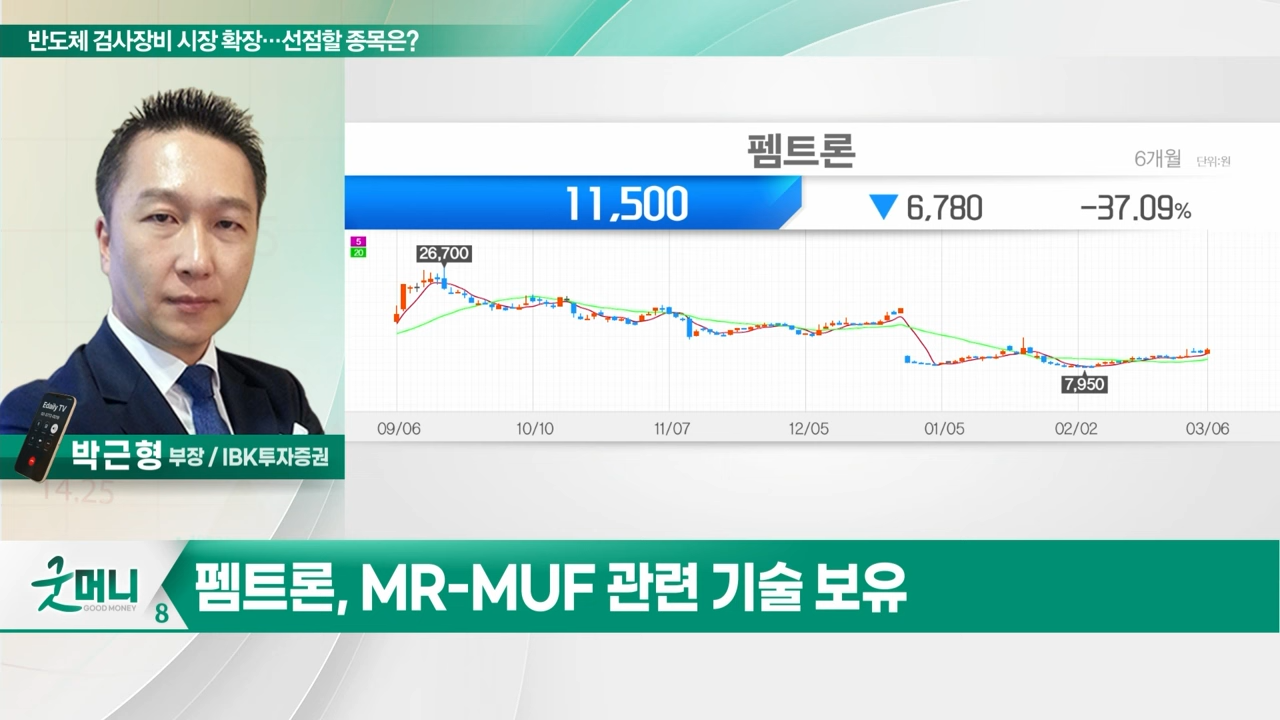 반도체 검사장비 시장 확장…선점할 종목은?
펨트론
6개월 단위:원
11,500 ▼ 6,780 -37.09%
5
20
26,700
7,950
09/06 10/10 11/07 12/05 01/05 02/02 03/06
Edaily TV
박근형 부장 / IBK투자증권
14.25
굿머니
GOOD MONEY
8
펨트론, MR-MUF 관련 기술 보유